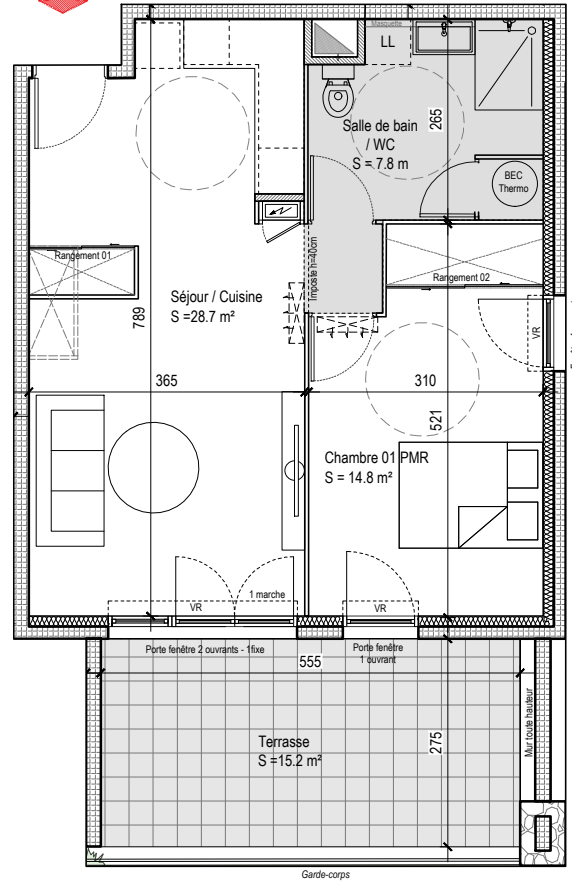 Masquette
LL
Salle de bain
/ WC
S = 7.8 m
265
BEC
Thermo
Rangement 01
Imposte h=40cm
Rangement 02
Séjour / Cuisine
S =28.7 m²
789
VR
365
310
521
Chambre 01 PMR
S = 14.8 m²
1 marche
VR
VR
Porte fenêtre 2 ouvrants - 1fixe
Porte fenêtre
1 ouvrant
555
Terrasse
S =15.2 m²
275
Mur toute hauteur
Garde-corps